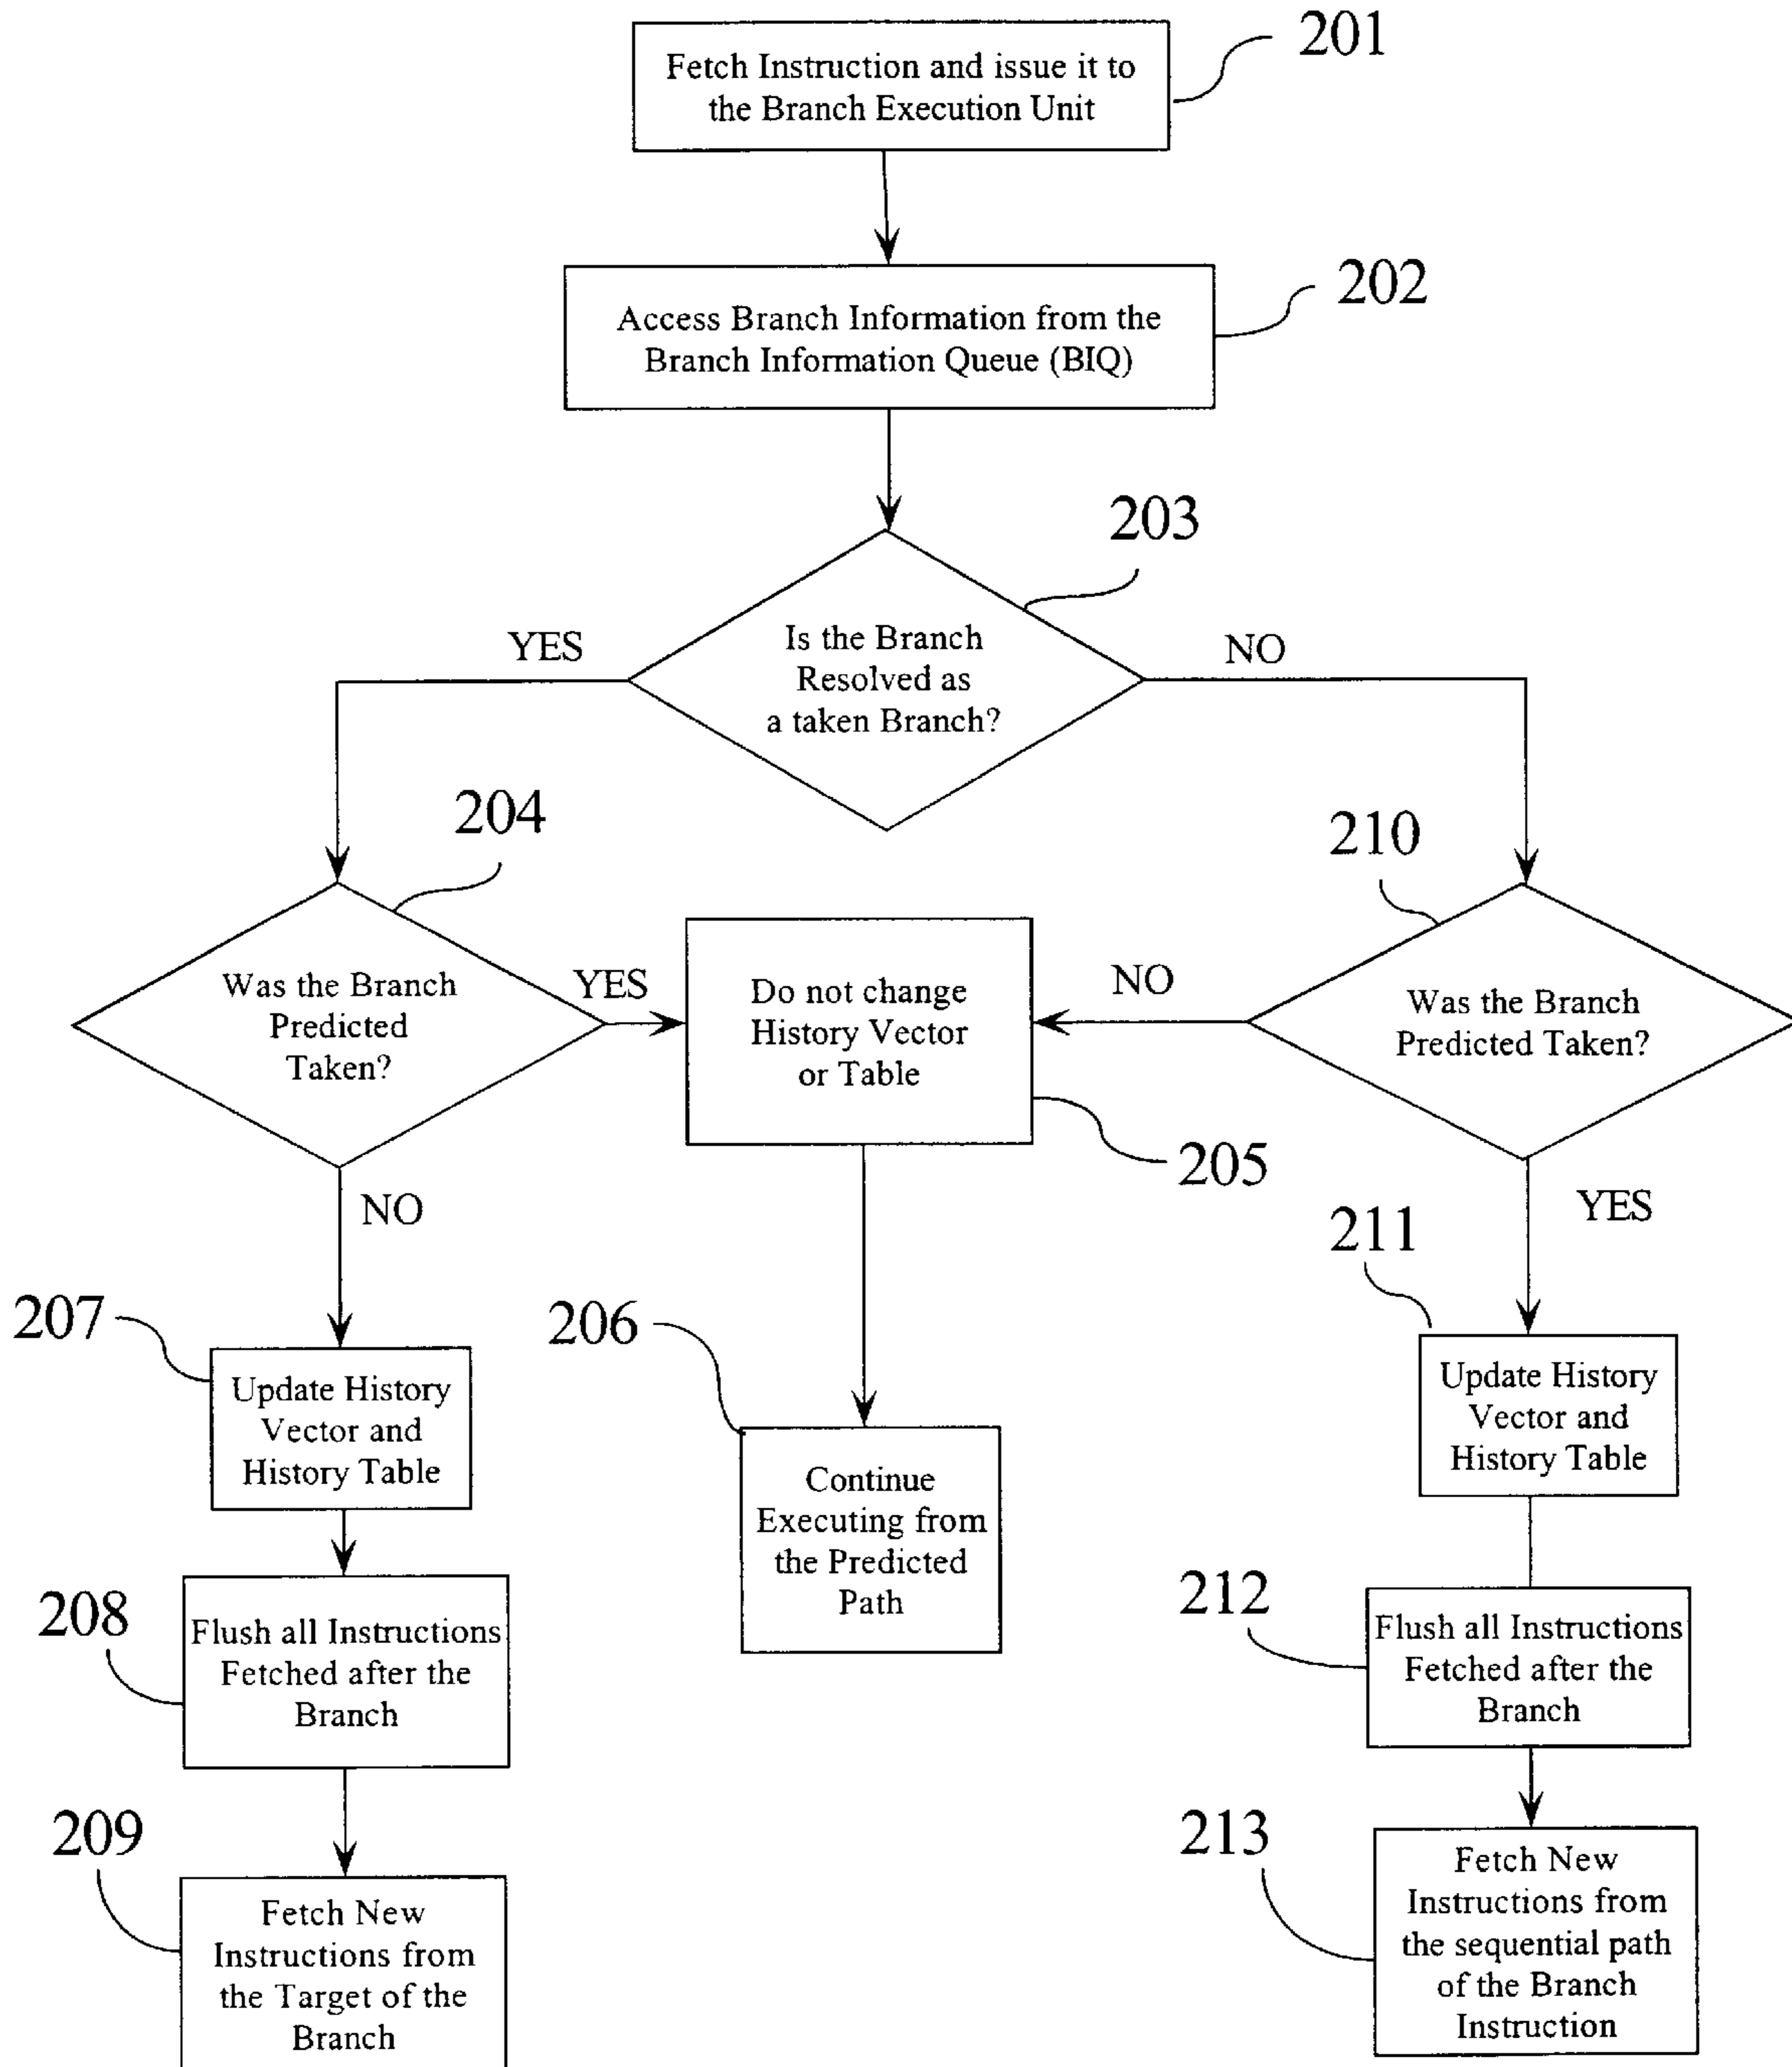 201
Fetch Instruction and issue it to
the Branch Execution Unit
202
Access Branch Information from the
Branch Information Queue (BIQ)
203
YES
NO
Is the Branch
Resolved as
a taken Branch?
204
210
Was the Branch
Predicted
Taken?
YES
Do not change
History Vector
or Table
NO
Was the Branch
Predicted Taken?
205
NO
YES
211
207
206
Update History
Vector and
History Table
Continue
Executing from
the Predicted
Path
Update History
Vector and
History Table
208
Flush all Instructions
Fetched after the
Branch
212
Flush all Instructions
Fetched after the
Branch
209
Fetch New
Instructions from
the Target of the
Branch
213
Fetch New
Instructions from
the sequential path
of the Branch
Instruction